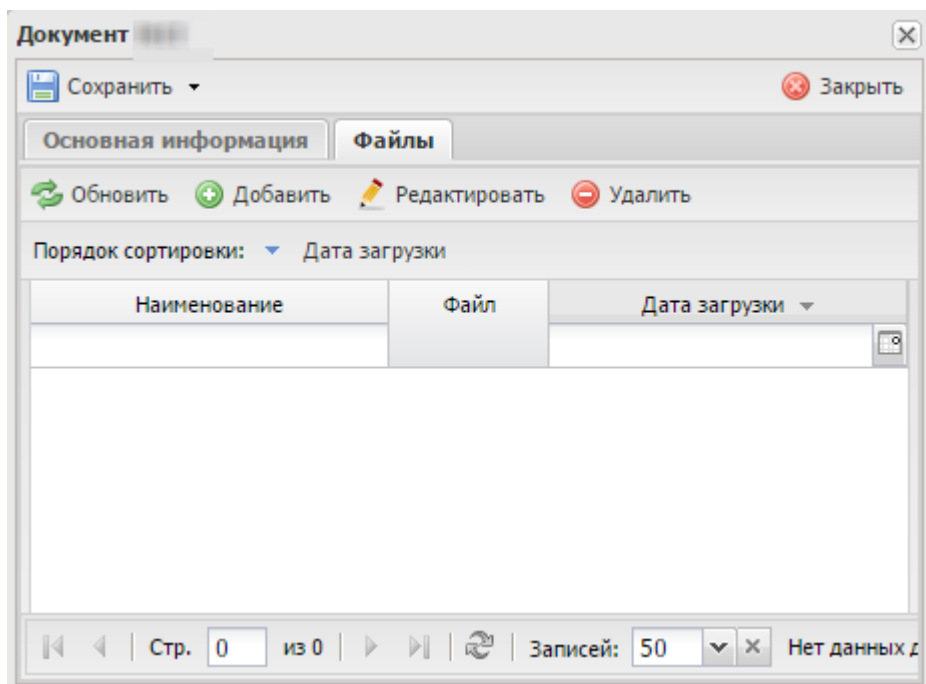 Документ
Сохранить Закрыть
Основная информация Файлы
Обновить Добавить Редактировать Удалить
Порядок сортировки: Дата загрузки
Наименование Файл Дата загрузки
Стр. 0 из 0 Записей: 50 Нет данных д